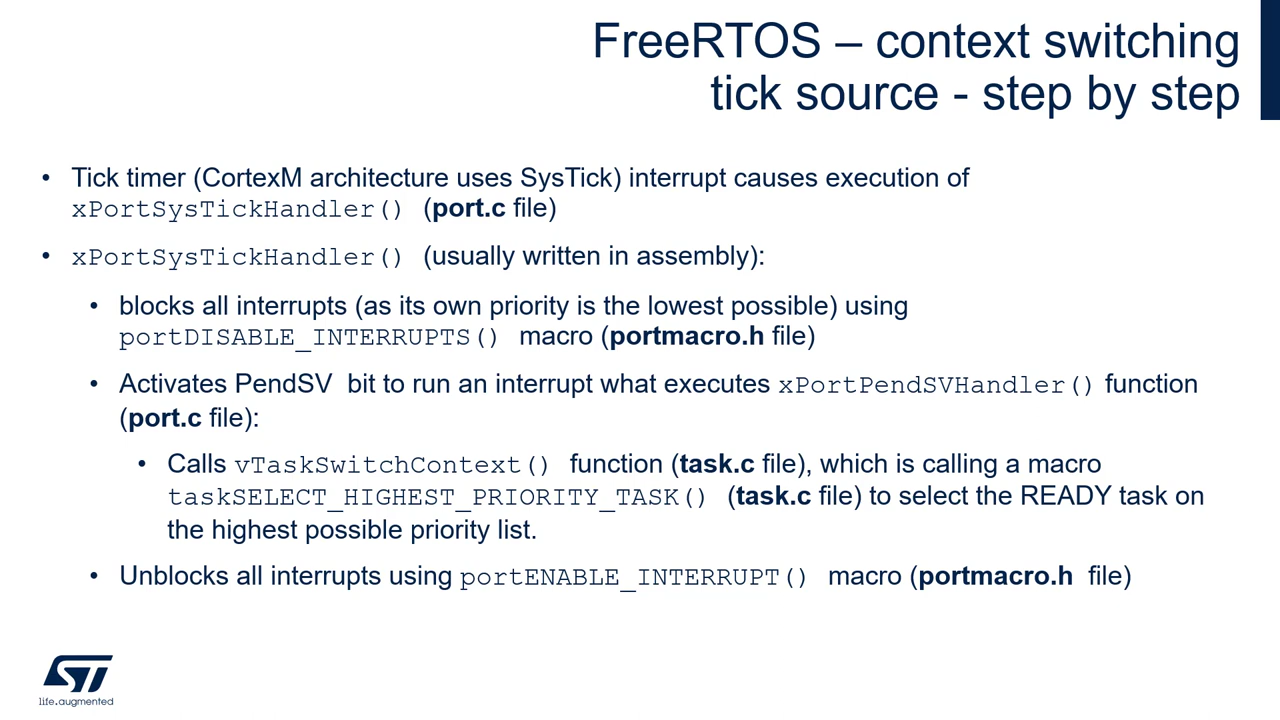 FreeRTOS – context switching
tick source - step by step
• Tick timer (CortexM architecture uses SysTick) interrupt causes execution of
xPortSysTickHandler() (port.c file)
• xPortSysTickHandler() (usually written in assembly):
• blocks all interrupts (as its own priority is the lowest possible) using
portDISABLE_INTERRUPTS() macro (portmacro.h file)
• Activates PendSV bit to run an interrupt what executes xPortPendSVHandler() function
(port.c file):
• Calls vTaskSwitchContext() function (task.c file), which is calling a macro
taskSELECT_HIGHEST_PRIORITY_TASK() (task.c file) to select the READY task on
the highest possible priority list.
• Unblocks all interrupts using portENABLE_INTERRUPT() macro (portmacro.h file)
ST
life.augmented